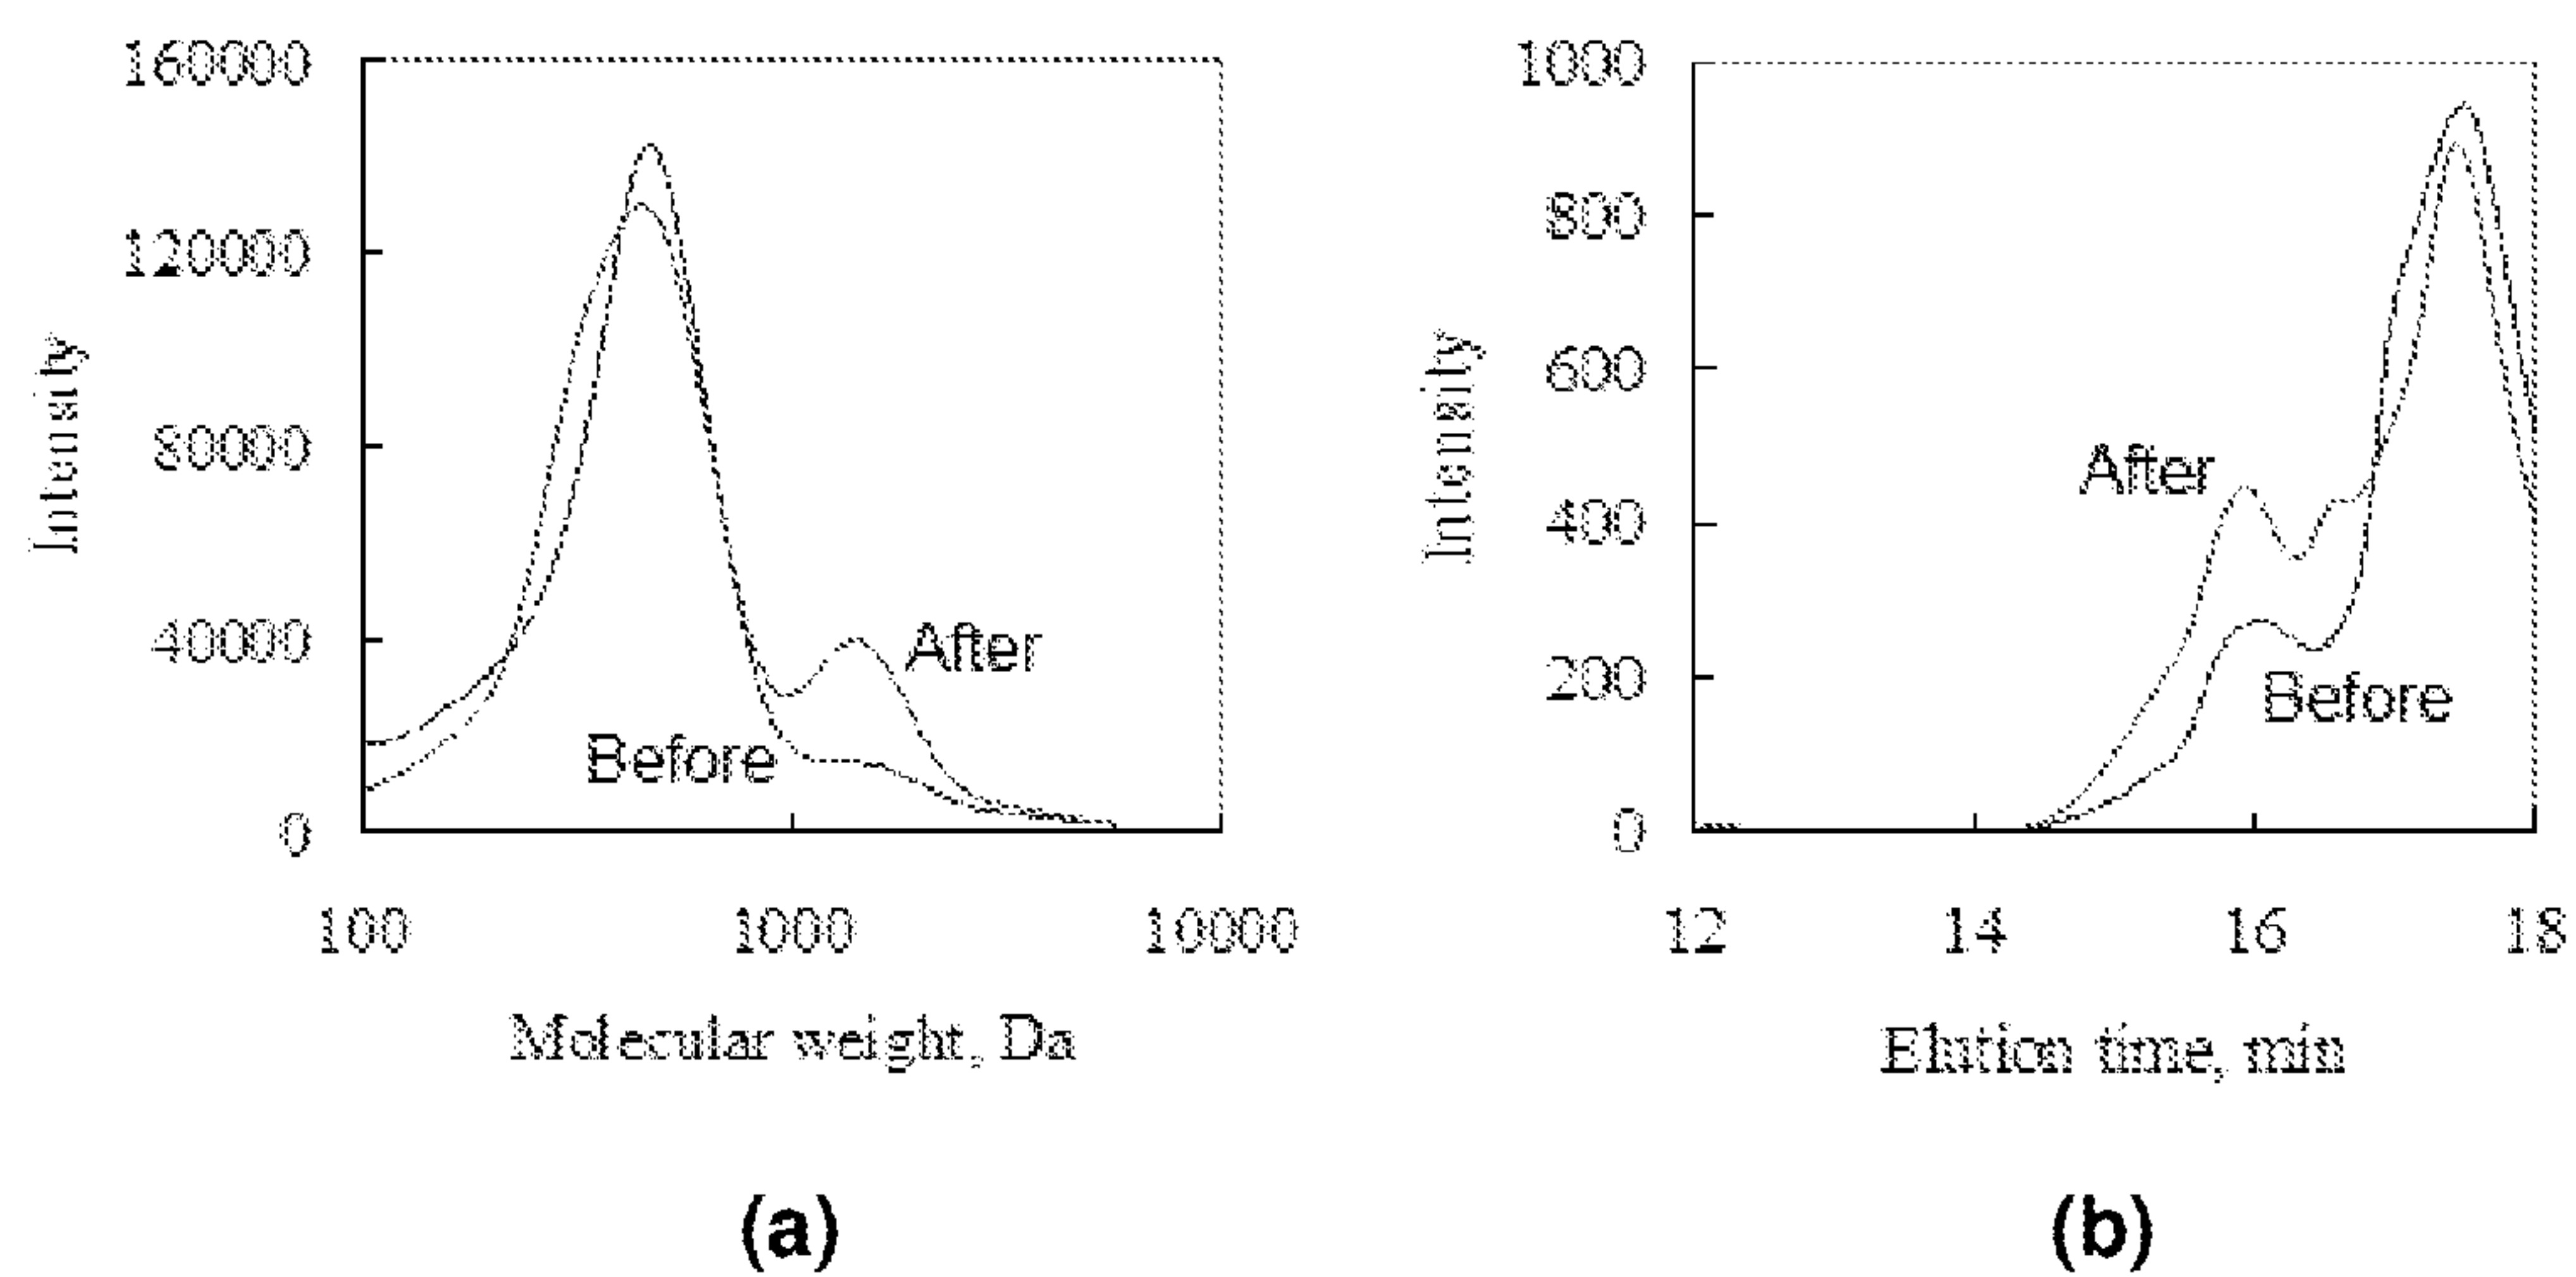 160000
120000
80000
40000
0
Intensity
After
Before
100 1000 10000
Molecular weight, Da
(a)
1000
800
600
400
200
0
Intensity
After
Before
12 14 16 18
Elution time, min
(b)